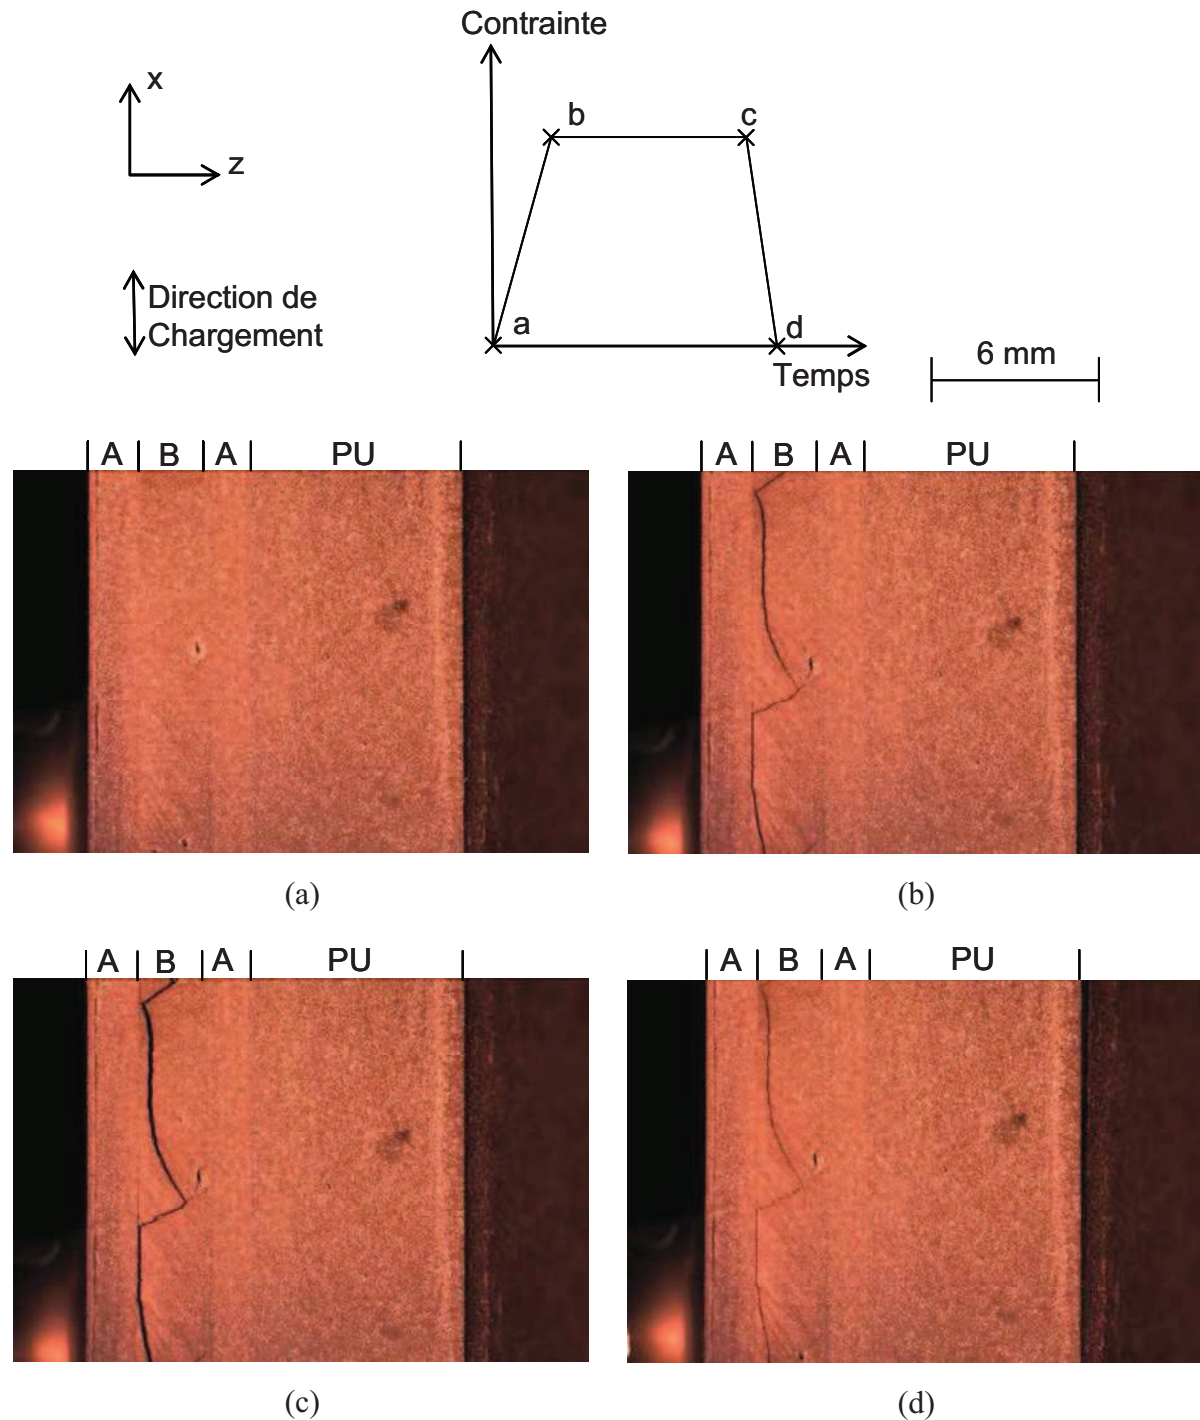 Contrainte
x
b
c
z
Direction de
Chargement
a
d
6 mm
Temps
A B A PU
A B A PU
(a)
(b)
A B A PU
A B A PU
(c)
(d)